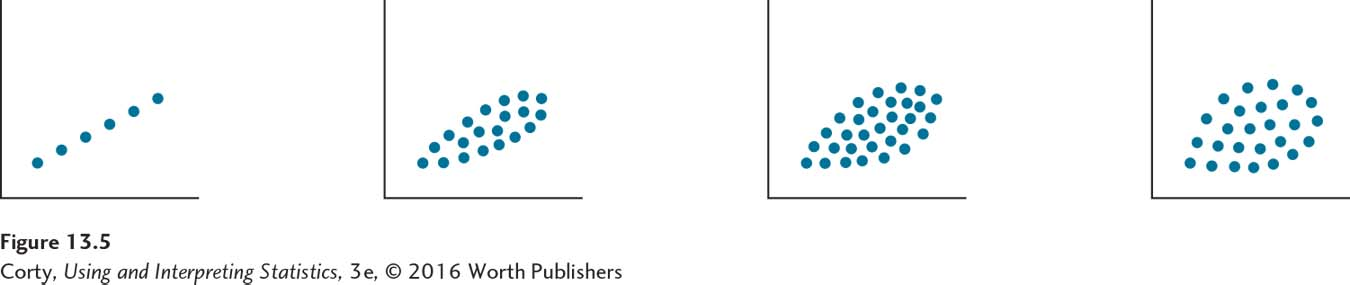 Figure 13.5
Corty, Using and Interpreting Statistics, 3e, © 2016 Worth Publishers